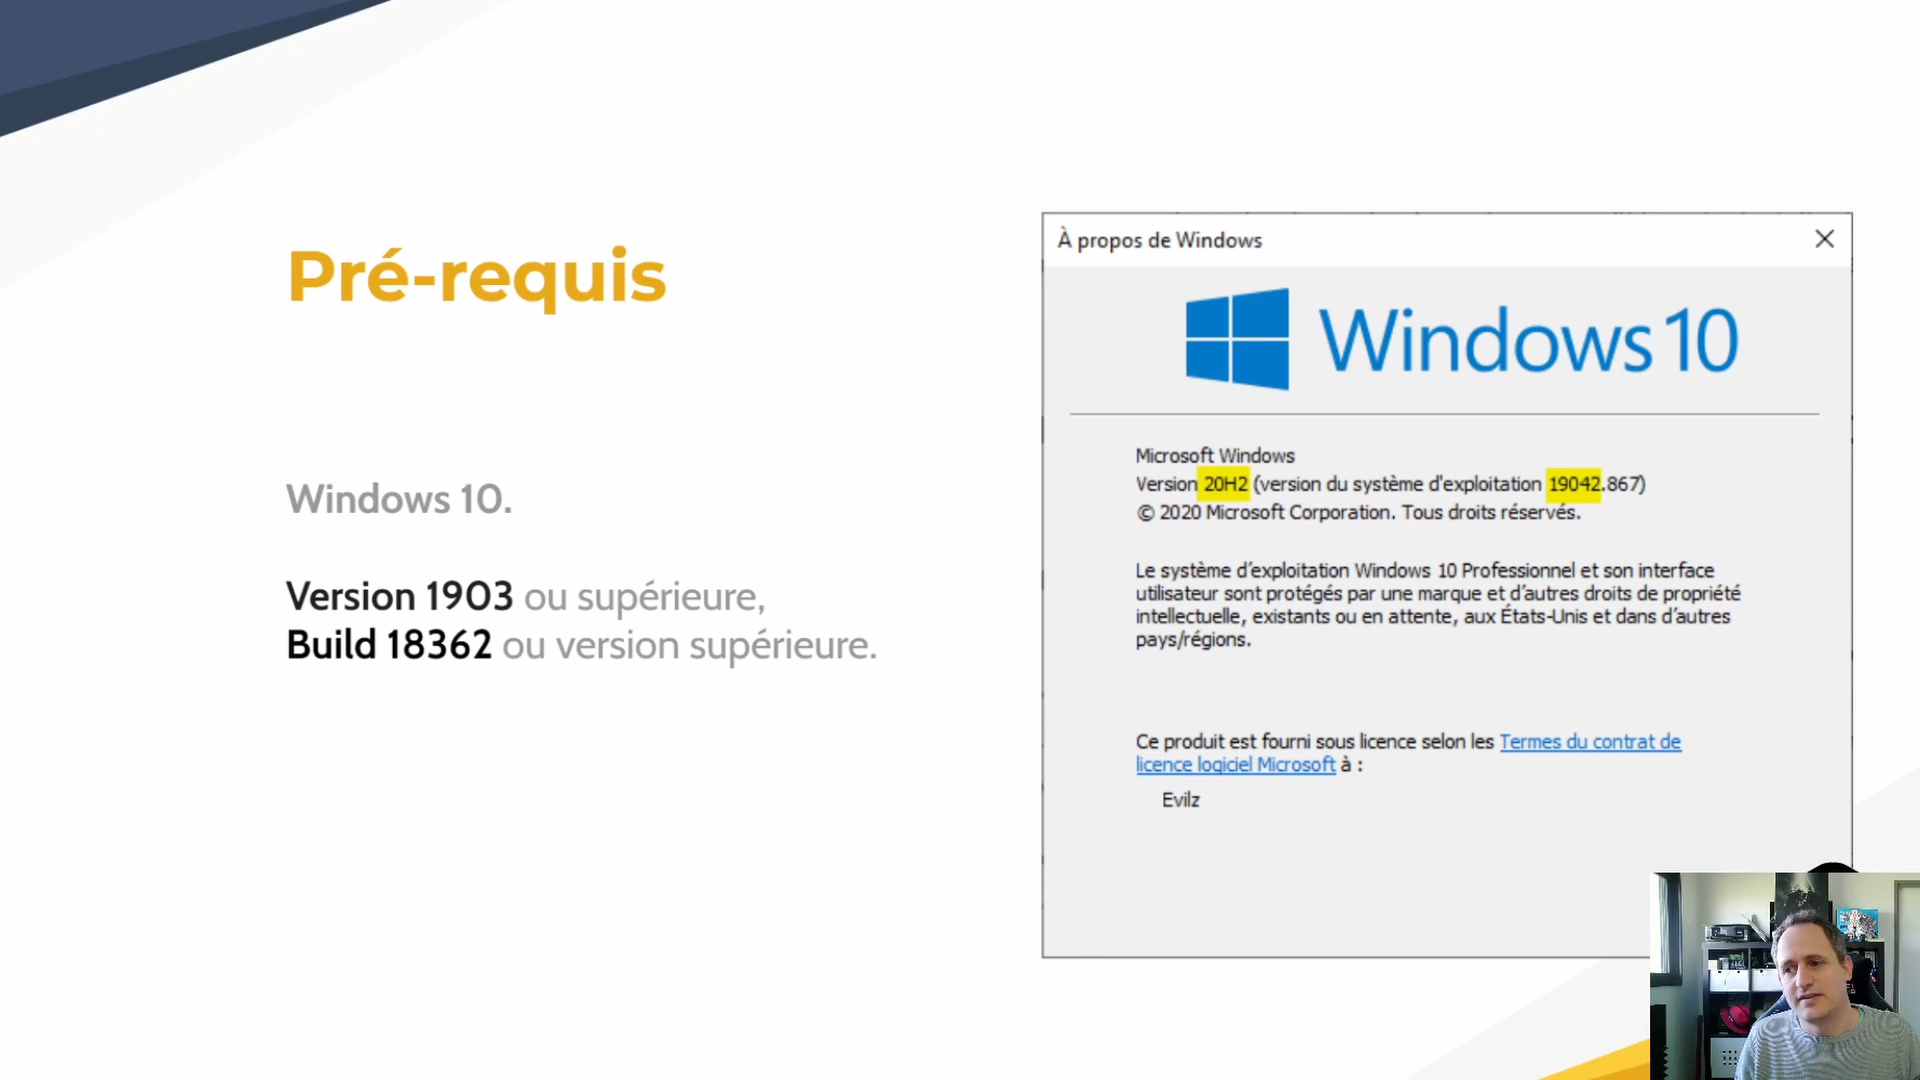 Pré-requis
Windows 10.
Version 1903 ou supérieure,
Build 18362 ou version supérieure.
À propos de Windows
Windows 10
Microsoft Windows
Version 20H2 (version du système d'exploitation 19042.867)
© 2020 Microsoft Corporation. Tous droits réservés.
Le système d’exploitation Windows 10 Professionnel et son interface
utilisateur sont protégés par une marque et d’autres droits de propriété
intellectuelle, existants ou en attente, aux États-Unis et dans d’autres
pays/régions.
Ce produit est fourni sous licence selon les Termes du contrat de
licence logiciel Microsoft à :
Evilz